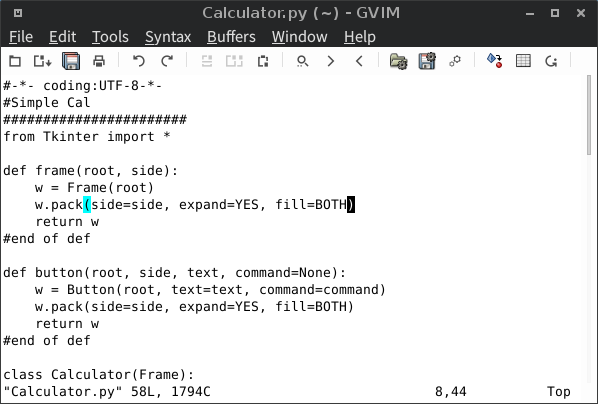 Calculator.py (~) - GVIM
File Edit Tools Syntax Buffers Window Help
#-*- coding:UTF-8-*-
#Simple Cal
#######################
from Tkinter import *
def frame(root, side):
    w = Frame(root)
    w.pack(side=side, expand=YES, fill=BOTH)
    return w
#end of def
def button(root, side, text, command=None):
    w = Button(root, text=text, command=command)
    w.pack(side=side, expand=YES, fill=BOTH)
    return w
#end of def
class Calculator(Frame):
"Calculator.py" 58L, 1794C 8,44 Top